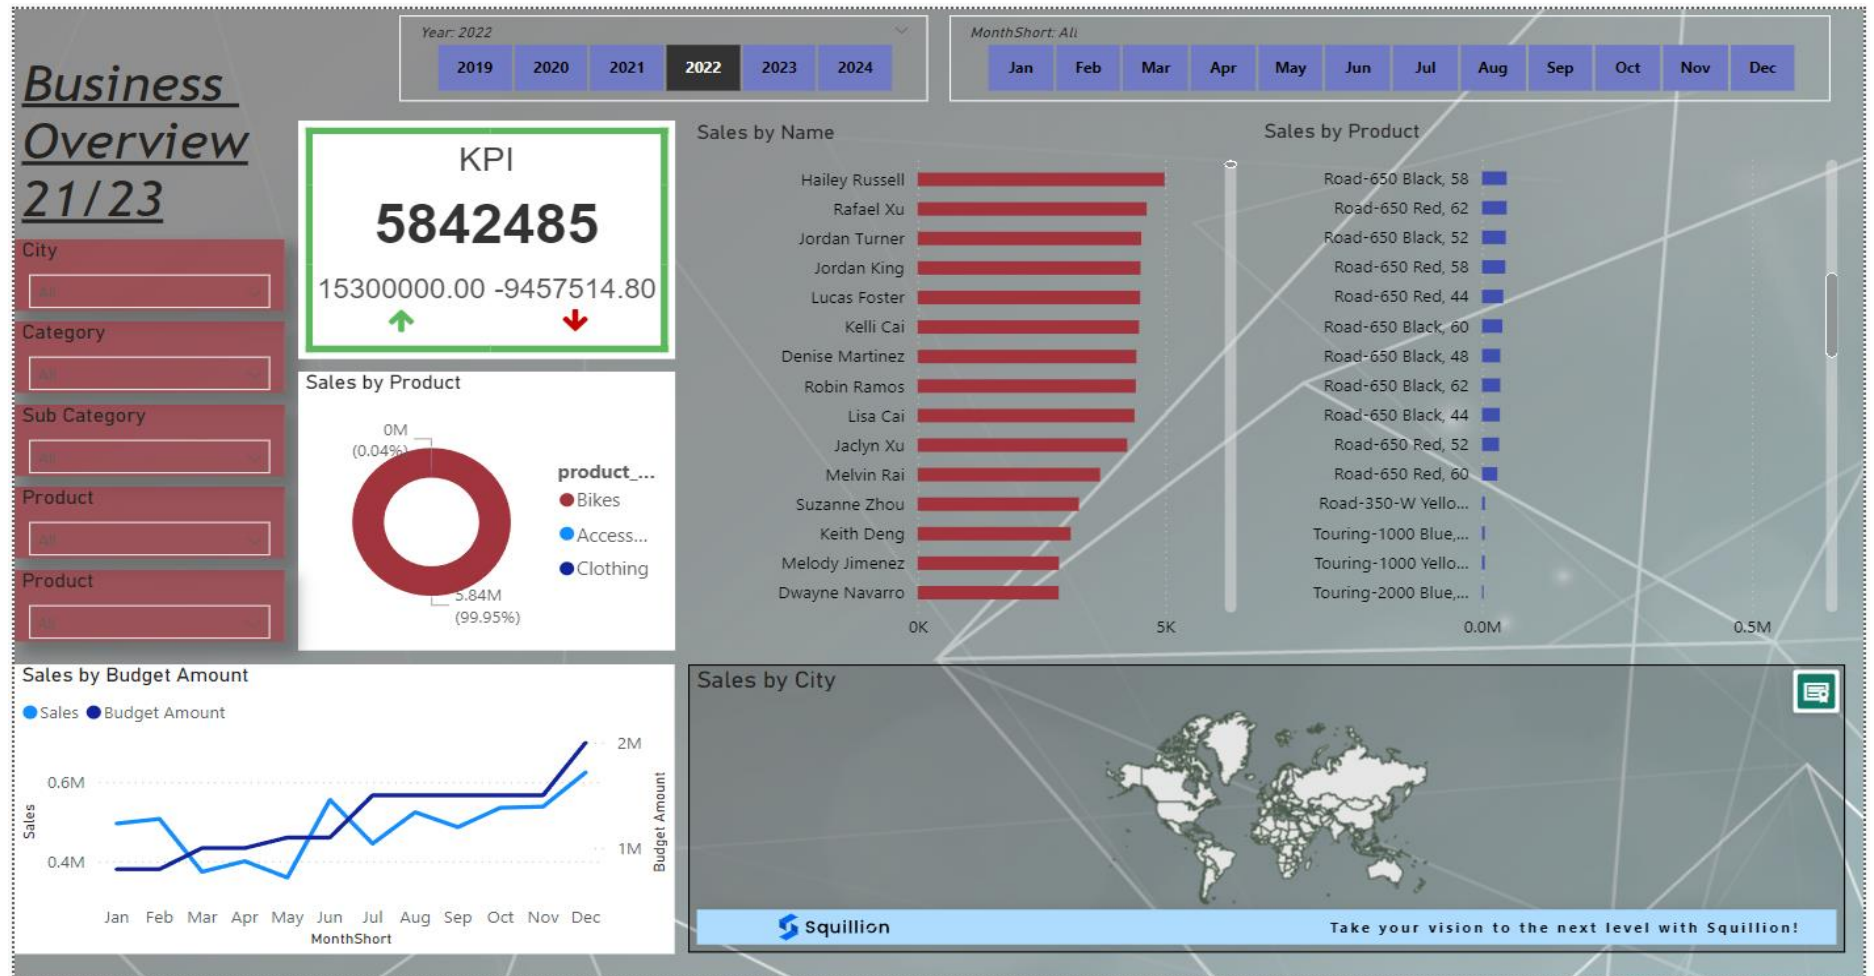 Business
Overview
21/23
Year: 2022
2019 2020 2021 2022 2023 2024
MonthShort: All
Jan Feb Mar Apr May Jun Jul Aug Sep Oct Nov Dec
City
All
Category
All
Sub Category
All
Product
All
Product
All
KPI
5842485
15300000.00 -9457514.80
Sales by Product
0M
(0.04%)
5.84M
(99.95%)
product_...
Bikes
Access...
Clothing
Sales by Name
Hailey Russell
Rafael Xu
Jordan Turner
Jordan King
Lucas Foster
Kelli Cai
Denise Martinez
Robin Ramos
Lisa Cai
Jaclyn Xu
Melvin Rai
Suzanne Zhou
Keith Deng
Melody Jimenez
Dwayne Navarro
0K 5K
Sales by Product
Road-650 Black, 58
Road-650 Red, 62
Road-650 Black, 52
Road-650 Red, 58
Road-650 Red, 44
Road-650 Black, 60
Road-650 Black, 48
Road-650 Black, 62
Road-650 Black, 44
Road-650 Red, 52
Road-650 Red, 60
Road-350-W Yello...
Touring-1000 Blue,...
Touring-1000 Yello...
Touring-2000 Blue,...
0.0M 0.5M
Sales by Budget Amount
Sales Budget Amount
Sales
0.6M
0.4M
2M
1M
Budget Amount
Jan Feb Mar Apr May Jun Jul Aug Sep Oct Nov Dec
MonthShort
Sales by City
Squillion
Take your vision to the next level with Squillion!